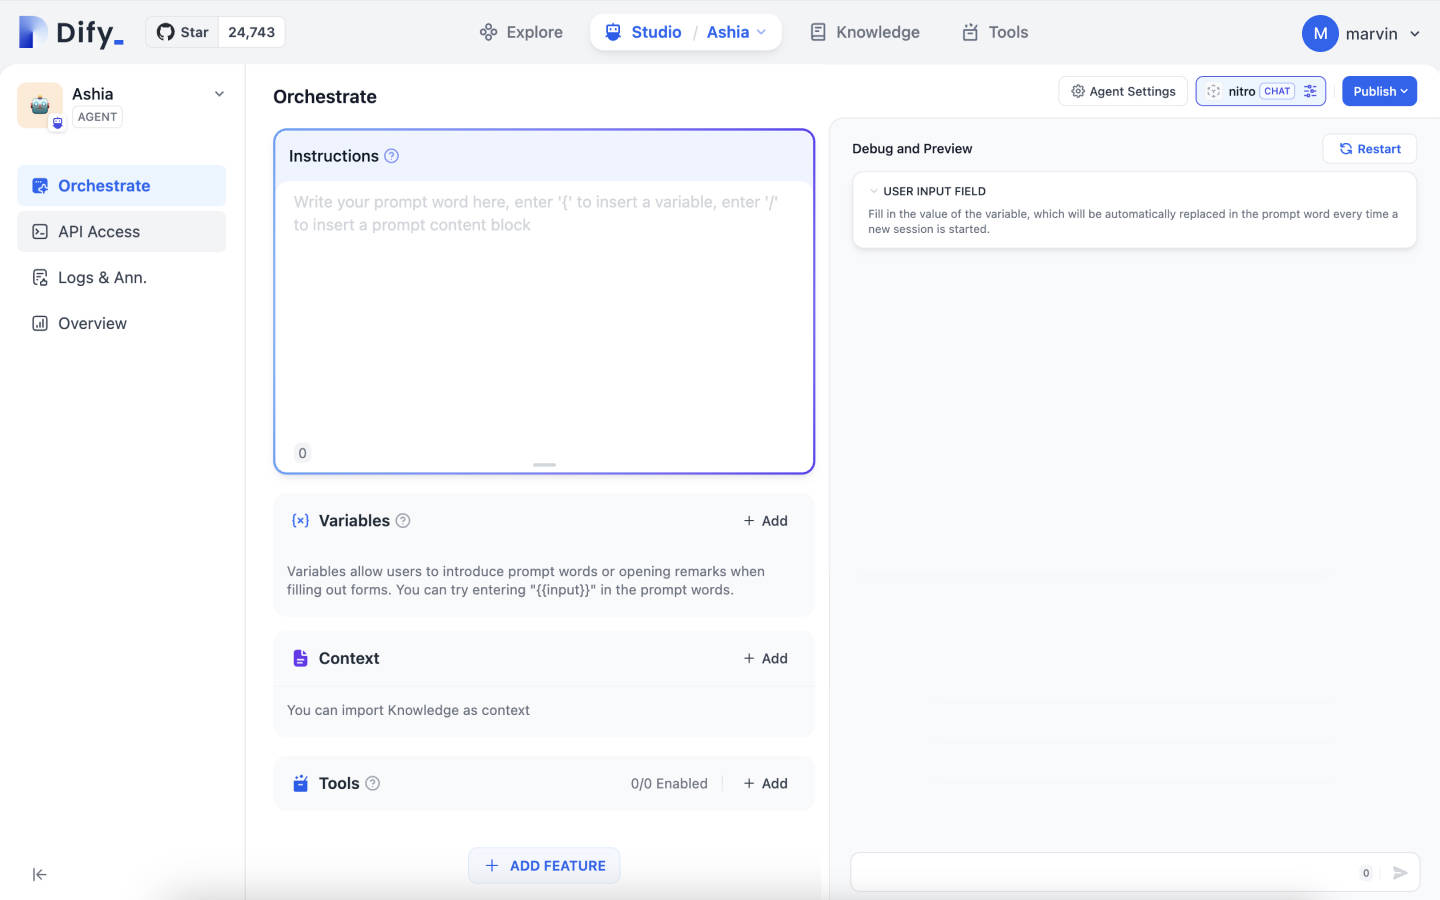 Dify_
Star
24,743
Explore
Studio / Ashia
Knowledge
Tools
M
marvin
Ashia
AGENT
Orchestrate
API Access
Logs & Ann.
Overview
Orchestrate
Agent Settings
nitro CHAT
Publish
Instructions
Write your prompt word here, enter '{' to insert a variable, enter '/'
to insert a prompt content block
0
{x} Variables
+ Add
Variables allow users to introduce prompt words or opening remarks when
filling out forms. You can try entering "{{input}}" in the prompt words.
Context
+ Add
You can import Knowledge as context
Tools
0/0 Enabled
+ Add
+ ADD FEATURE
Debug and Preview
Restart
USER INPUT FIELD
Fill in the value of the variable, which will be automatically replaced in the prompt word every time a
new session is started.
0